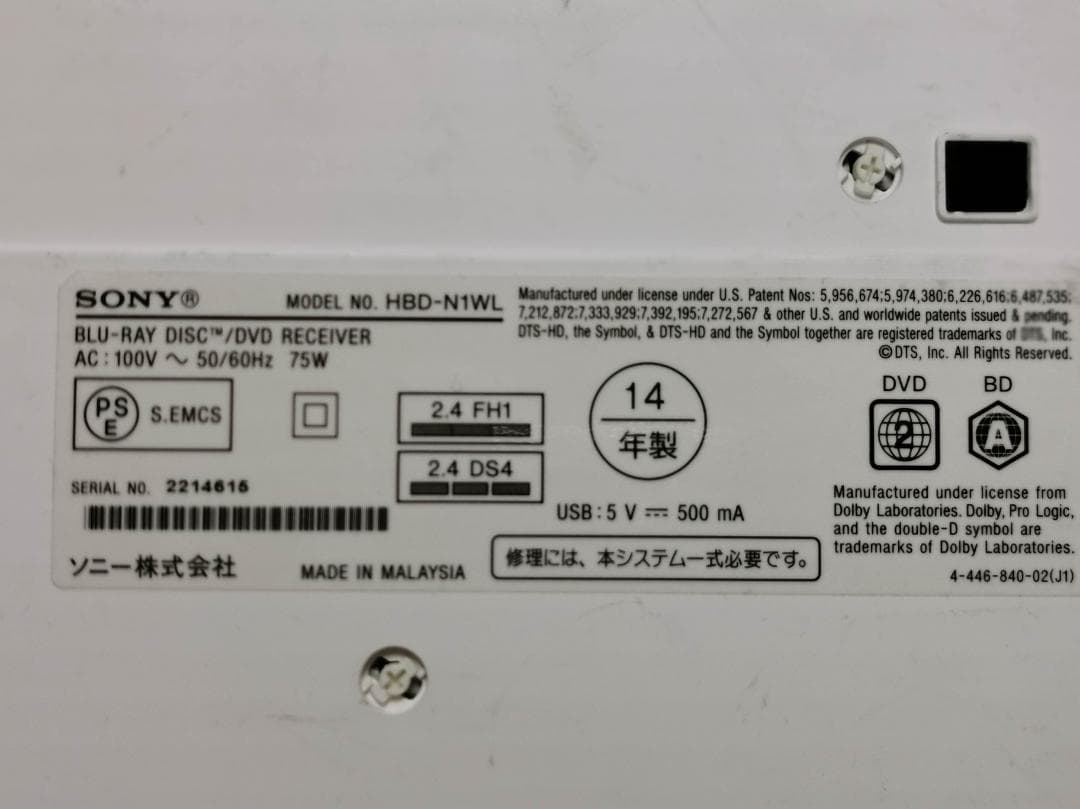 SONY®
MODEL NO. HBD-N1WL
BLU-RAY DISC™/DVD RECEIVER
AC : 100V ～ 50/60Hz 75W
PS
E
S.EMCS
SERIAL NO. 2214615
ソニー株式会社
MADE IN MALAYSIA
2.4 FH1
2.4 DS4
14
年製
USB : 5 V ⎓ 500 mA
修理には、本システム一式必要です。
Manufactured under license under U.S. Patent Nos: 5,956,674;5,974,380;6,226,616;6,487,535;
7,212,872;7,333,929;7,392,195;7,272,567 & other U.S. and worldwide patents issued & pending.
DTS-HD, the Symbol, & DTS-HD and the Symbol together are registered trademarks of DTS, Inc.
©DTS, Inc. All Rights Reserved.
DVD BD
2 A
Manufactured under license from
Dolby Laboratories. Dolby, Pro Logic,
and the double-D symbol are
trademarks of Dolby Laboratories.
4-446-840-02(J1)